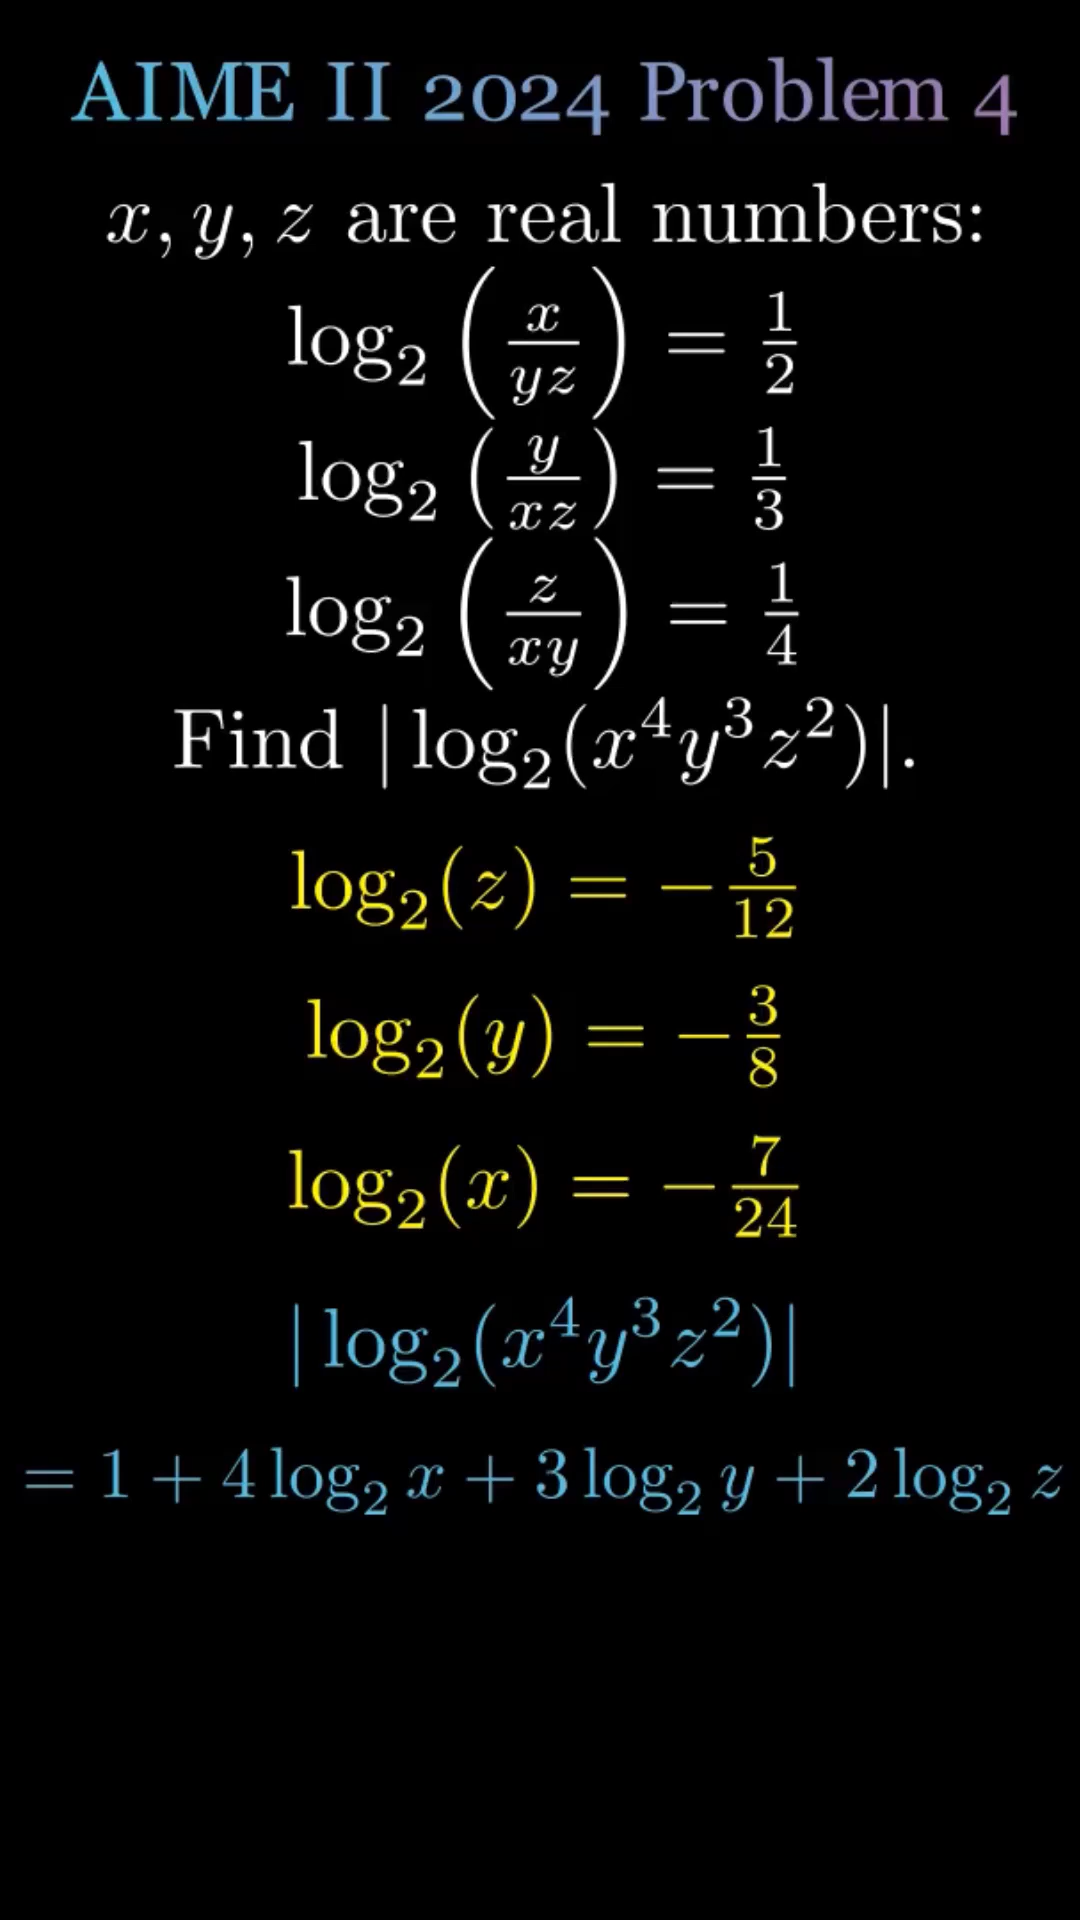 AIME II 2024 Problem 4
x, y, z are real numbers:
log₂(x/yz) = 1/2
log₂(y/xz) = 1/3
log₂(z/xy) = 1/4
Find |log₂(x⁴y³z²)|.
log₂(z) = −5/12
log₂(y) = −3/8
log₂(x) = −7/24
|log₂(x⁴y³z²)|
= 1 + 4 log₂ x + 3 log₂ y + 2 log₂ z